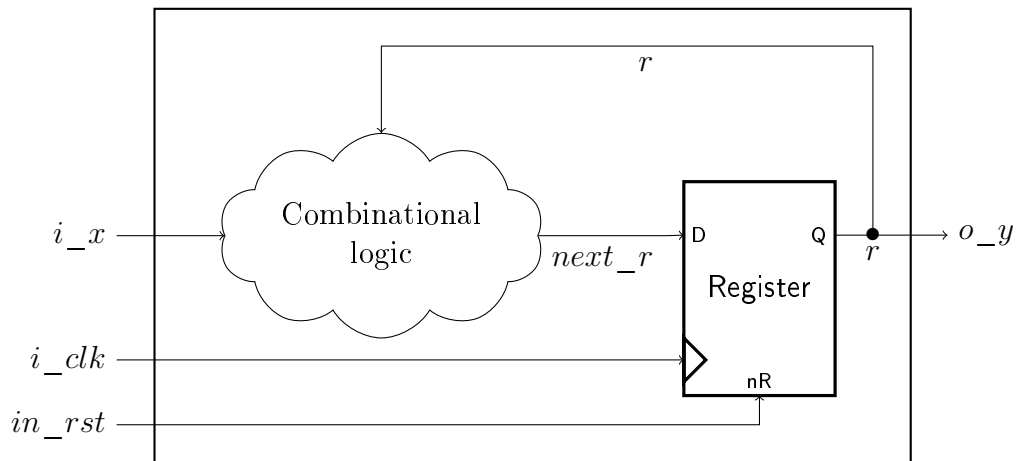 r
Combinational
logic
i_x
next_r
D
Q
r
o_y
Register
i_clk
nR
in_rst